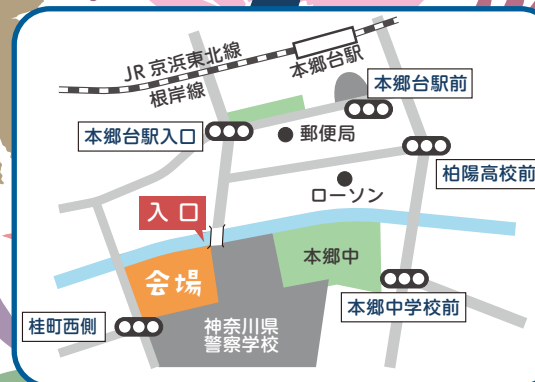 JR 京浜東北線
根岸線
本郷台駅
本郷台駅前
本郷台駅入口
郵便局
柏陽高校前
ローソン
入口
会場
本郷中
本郷中学校前
桂町西側
神奈川県
警察学校